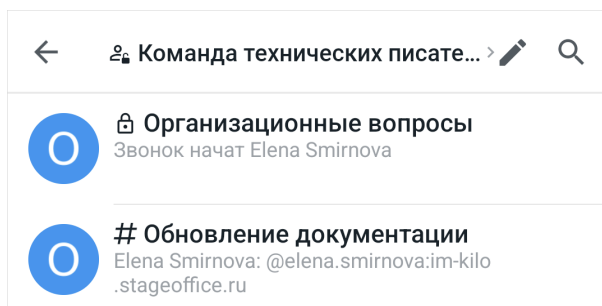 Команда технических писате...
О
Организационные вопросы
Звонок начат Elena Smirnova
О
# Обновление документации
Elena Smirnova: @elena.smirnova:im-kilo
.stageoffice.ru